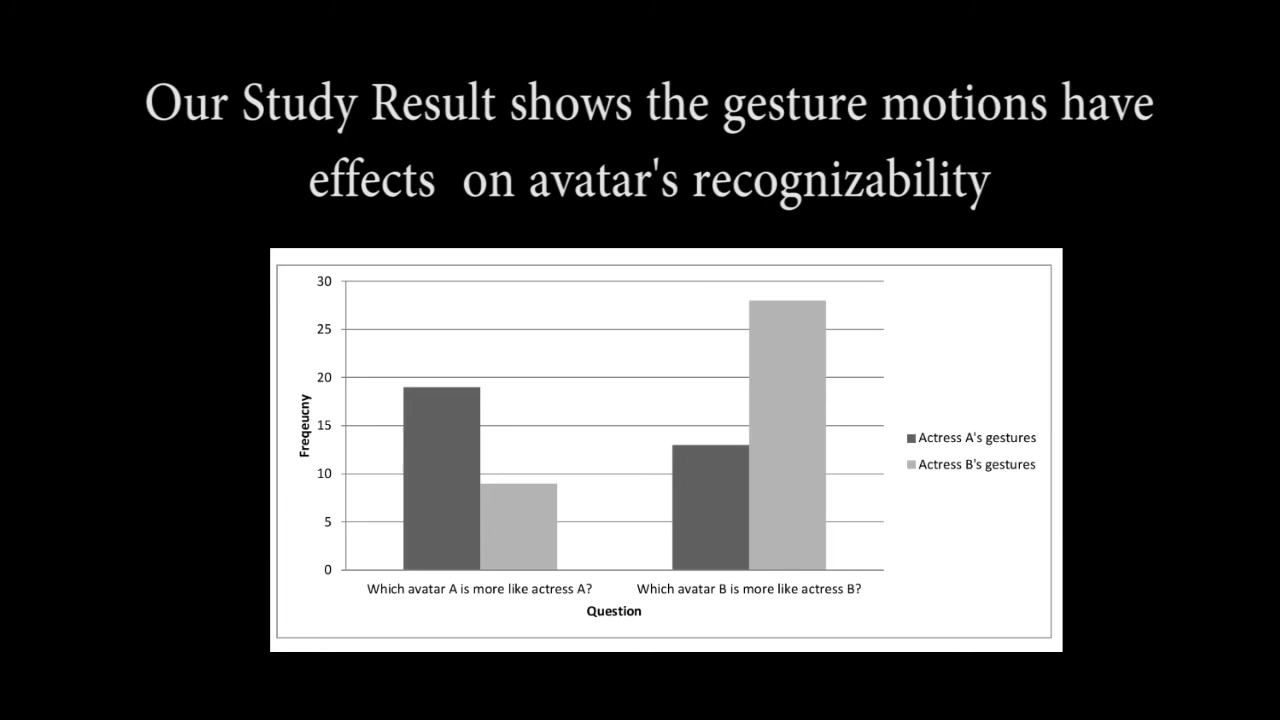 Our Study Result shows the gesture motions have
effects on avatar's recognizability
30
25
20
15
10
5
0
Freqeucny
Which avatar A is more like actress A?
Which avatar B is more like actress B?
Question
Actress A's gestures
Actress B's gestures